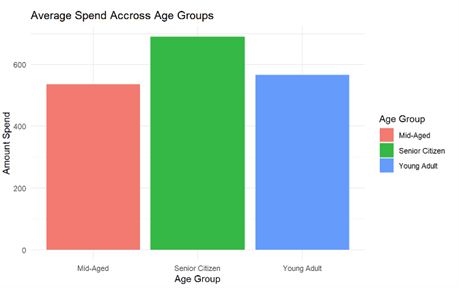 Average Spend Accross Age Groups
600
400
200
0
Amount Spend
Mid-Aged
Senior Citizen
Young Adult
Age Group
Age Group
Mid-Aged
Senior Citizen
Young Adult